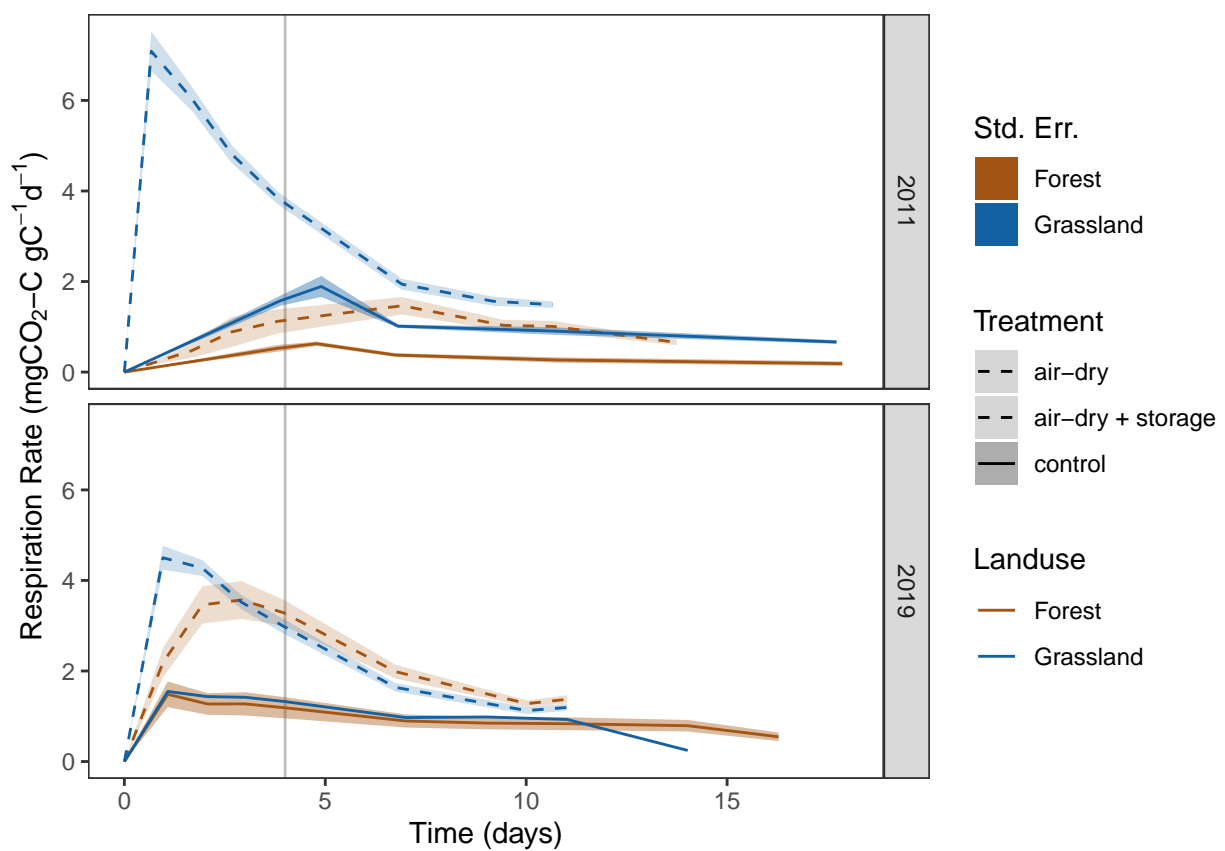 Respiration Rate (mgCO₂−C gC⁻¹d⁻¹)
6
4
2
0
2011
6
4
2
0
2019
0 5 10 15
Time (days)
Std. Err.
Forest
Grassland
Treatment
air−dry
air−dry + storage
control
Landuse
Forest
Grassland